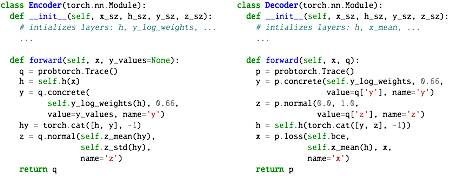 class Encoder(torch.nn.Module):
  def __init__(self, x_sz, h_sz, y_sz, z_sz):
    # intializes layers: h, y_log_weights, ...
    ...

  def forward(self, x, y_values=None):
    q = probtorch.Trace()
    h = self.h(x)
    y = q.concrete(
          self.y_log_weights(h), 0.66,
          value=y_values, name='y')
    hy = torch.cat([h, y], -1)
    z = q.normal(self.z_mean(hy),
                 self.z_std(hy),
                 name='z')
    return q
class Decoder(torch.nn.Module):
  def __init__(self, x_sz, h_sz, y_sz, z_sz):
    # intializes layers: h, x_mean, ...
    ...

  def forward(self, x, q):
    p = probtorch.Trace()
    y = p.concrete(self.y_log_weights, 0.66,
                   value=q['y'], name='y')
    z = p.normal(0.0, 1.0,
                 value=q['z'], name='z')
    h = self.h(torch.cat([y, z], -1))
    x = p.loss(self.bce,
               self.x_mean(h), x,
               name='x')
    return p